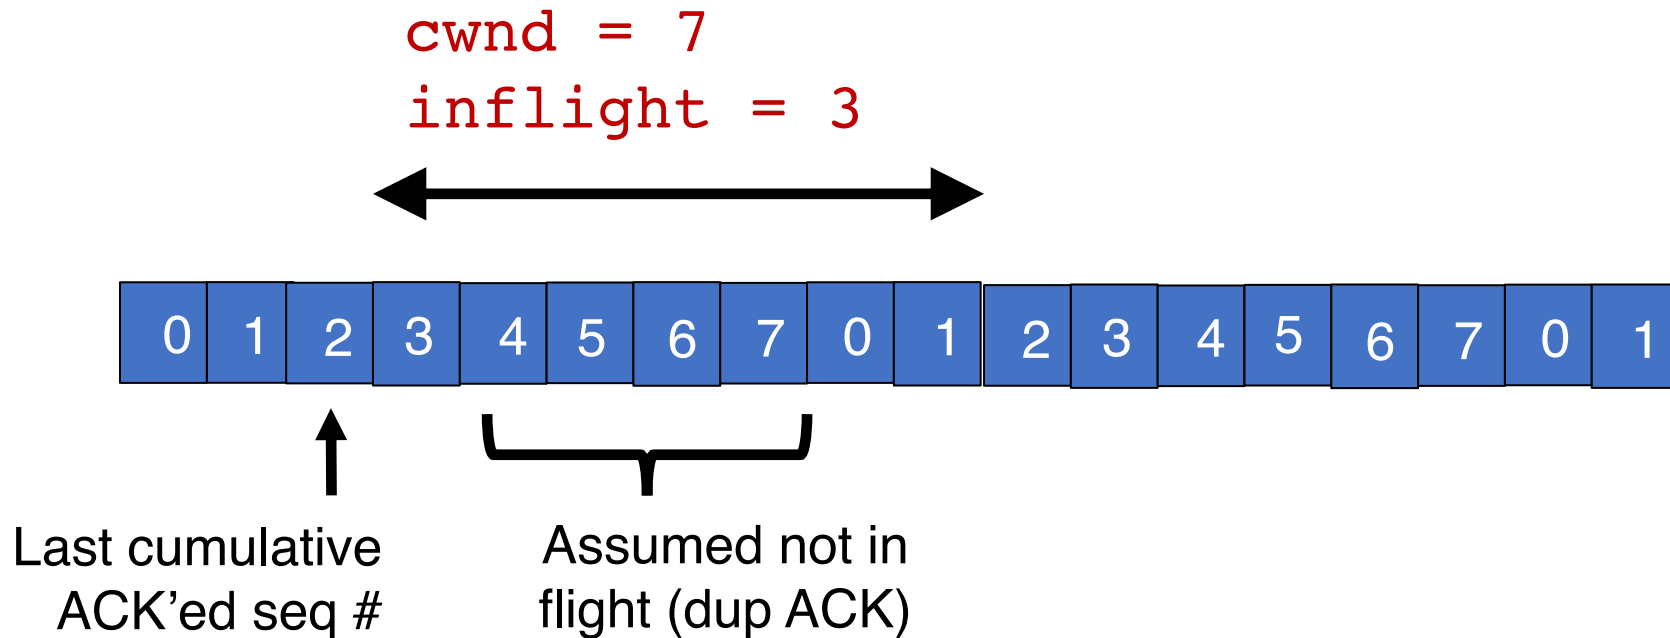 cwnd = 7
inflight = 3
0 1 2 3 4 5 6 7 0 1 2 3 4 5 6 7 0 1
Last cumulative
ACK’ed seq #
Assumed not in
flight (dup ACK)